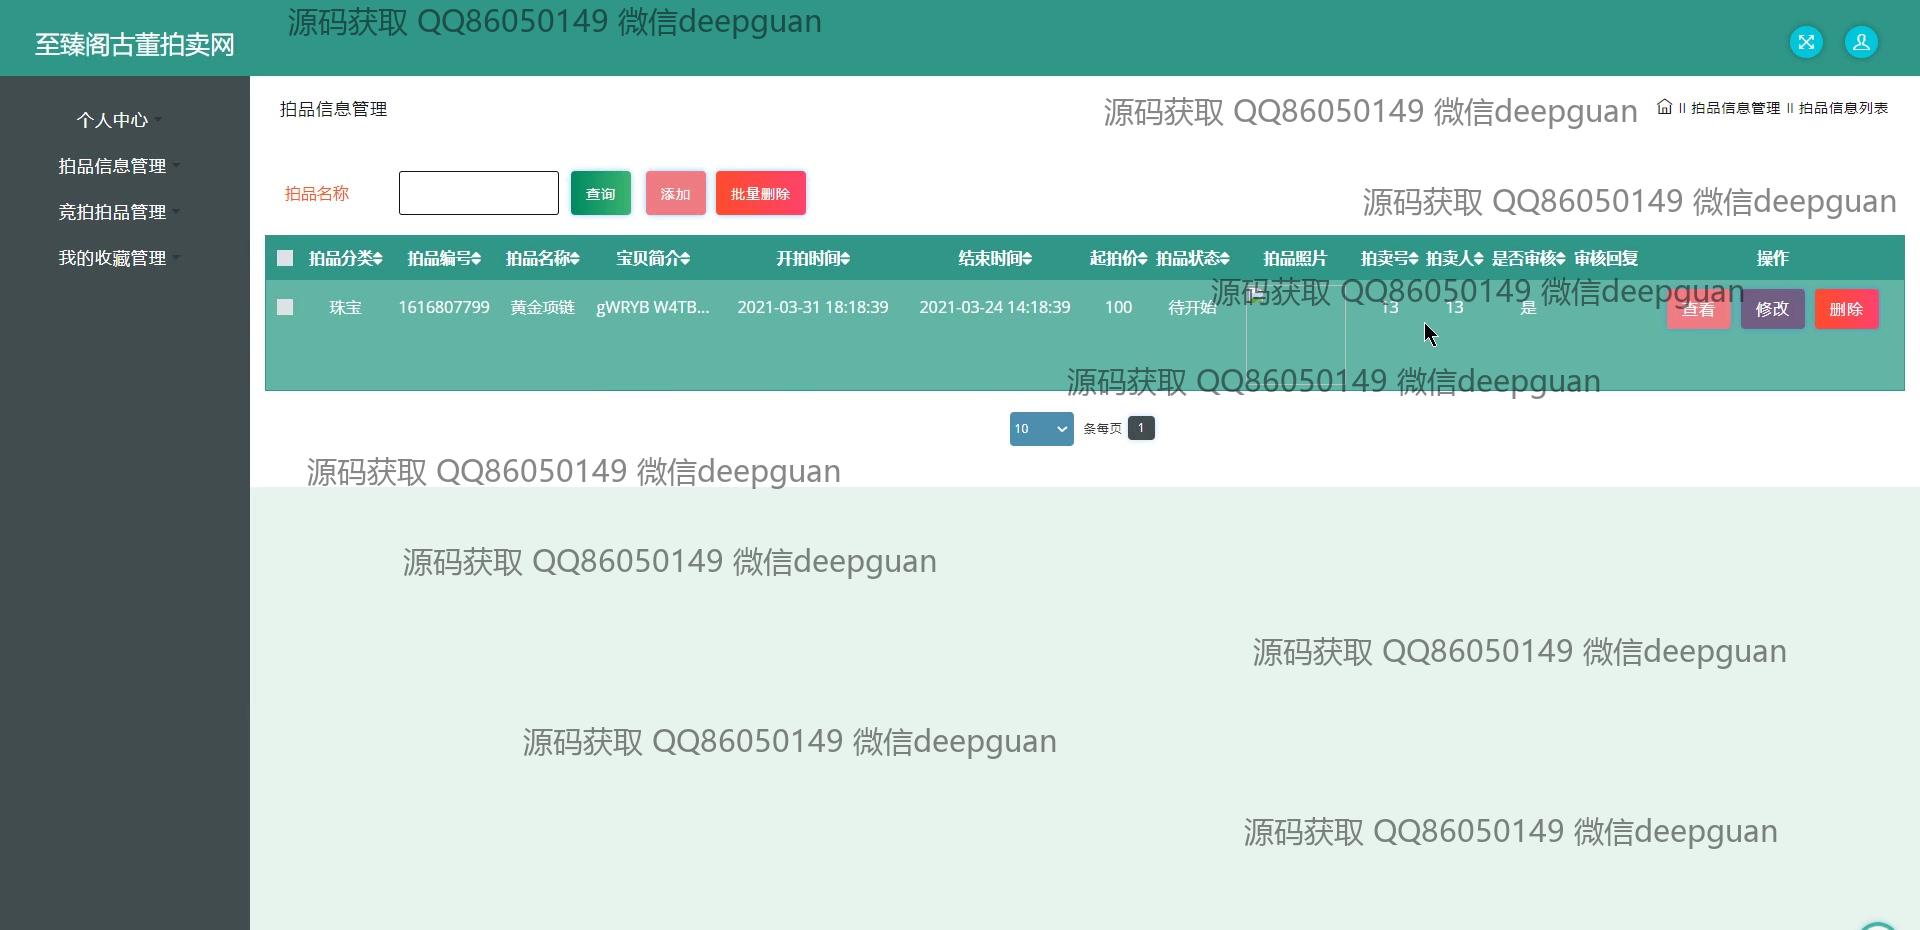 源码获取 QQ86050149 微信deepguan
至臻阁古董拍卖网
个人中心
拍品信息管理
竞拍拍品管理
我的收藏管理
拍品信息管理
源码获取 QQ86050149 微信deepguan
拍品信息管理 拍品信息列表
拍品名称 查询 添加 批量删除
源码获取 QQ86050149 微信deepguan
拍品分类 拍品编号 拍品名称 宝贝简介 开拍时间 结束时间 起拍价 拍品状态 拍品照片 拍卖号 拍卖人 是否审核 审核回复 操作
源码获取 QQ86050149 微信deepguan
珠宝 1616807799 黄金项链 gWRYB W4TB... 2021-03-31 18:18:39 2021-03-24 14:18:39 100 待开始 13 13 是 查看 修改 删除
源码获取 QQ86050149 微信deepguan
10 条每页 1
源码获取 QQ86050149 微信deepguan
源码获取 QQ86050149 微信deepguan
源码获取 QQ86050149 微信deepguan
源码获取 QQ86050149 微信deepguan
源码获取 QQ86050149 微信deepguan